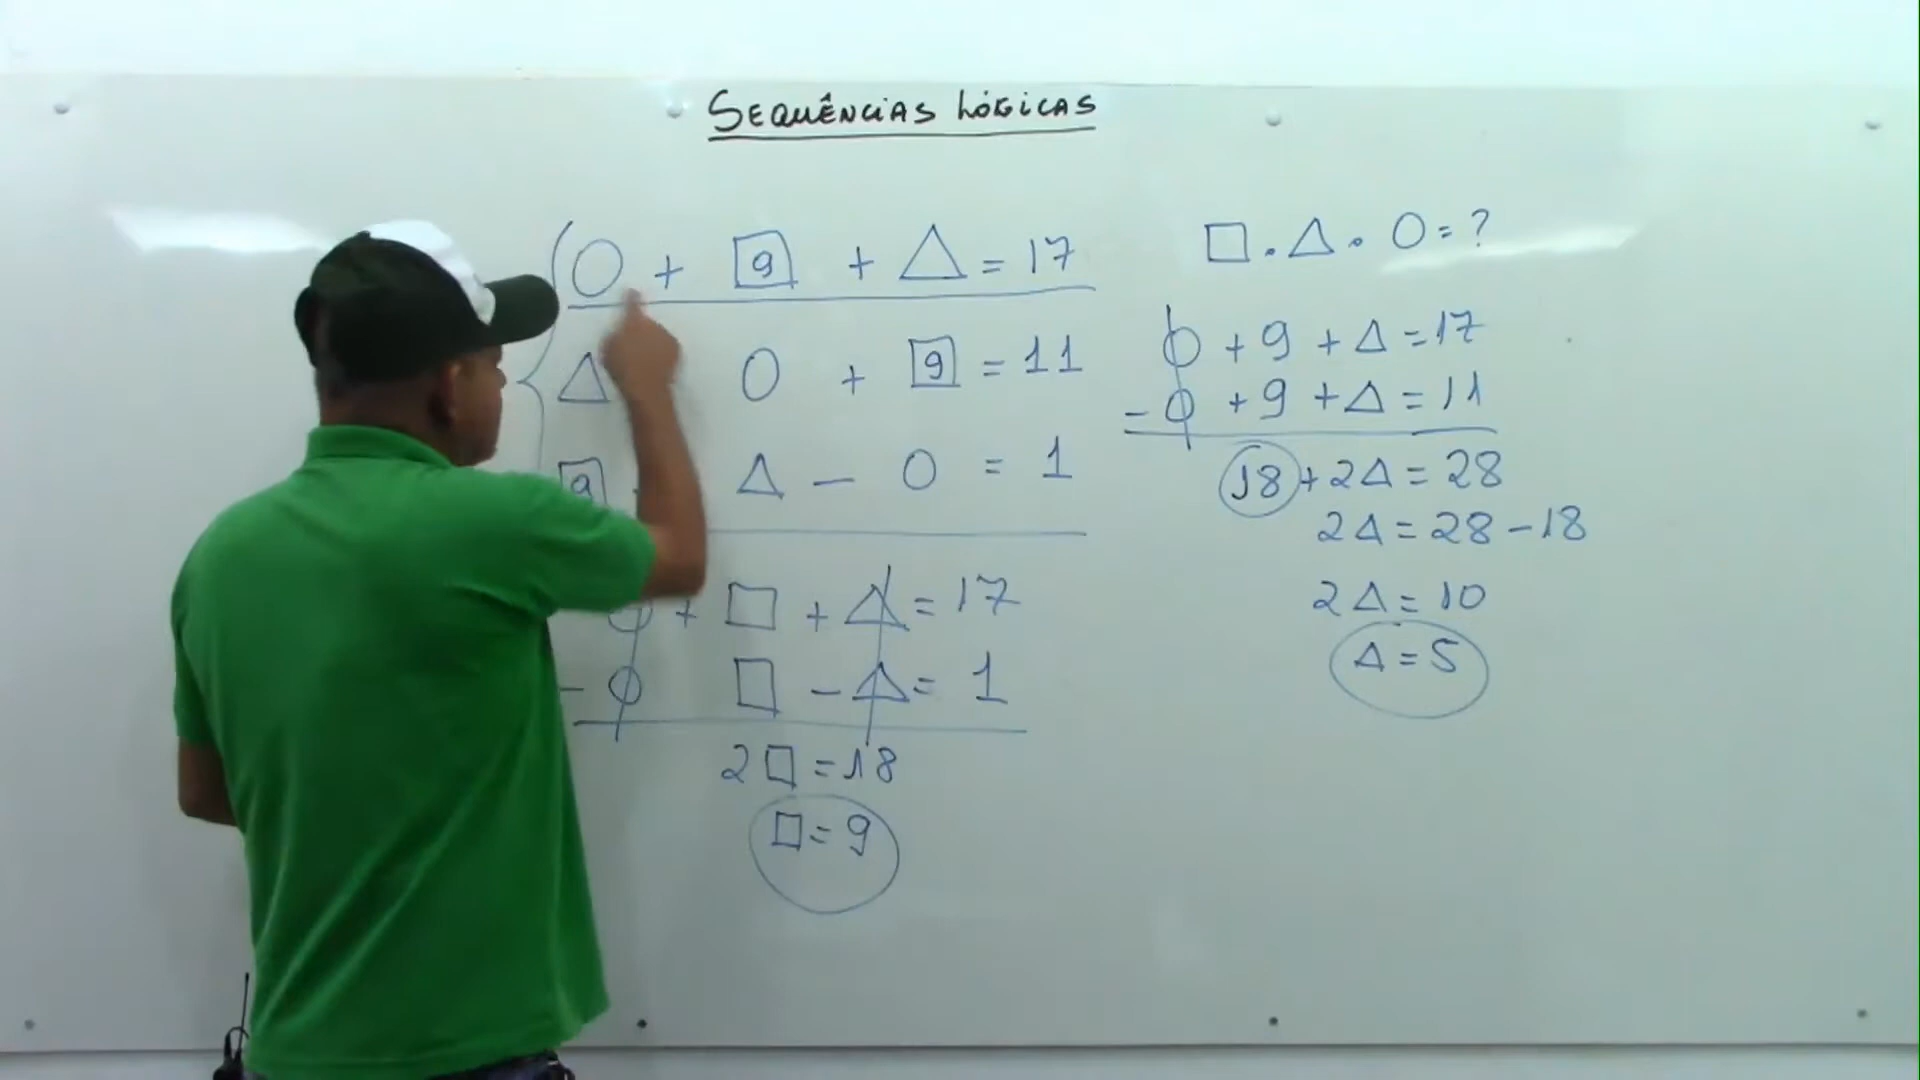 SEQUÊNCIAS LÓGICAS
○ + 9 + △ = 17
△ ○ + 9 = 11
9 △ − ○ = 1
○ + □ + △ = 17
− ○ □ − △ = 1
2□ = 18
□ = 9
□ . △ . ○ = ?
○ + 9 + △ = 17
− ○ + 9 + △ = 11
18 + 2△ = 28
2△ = 28 − 18
2△ = 10
△ = 5